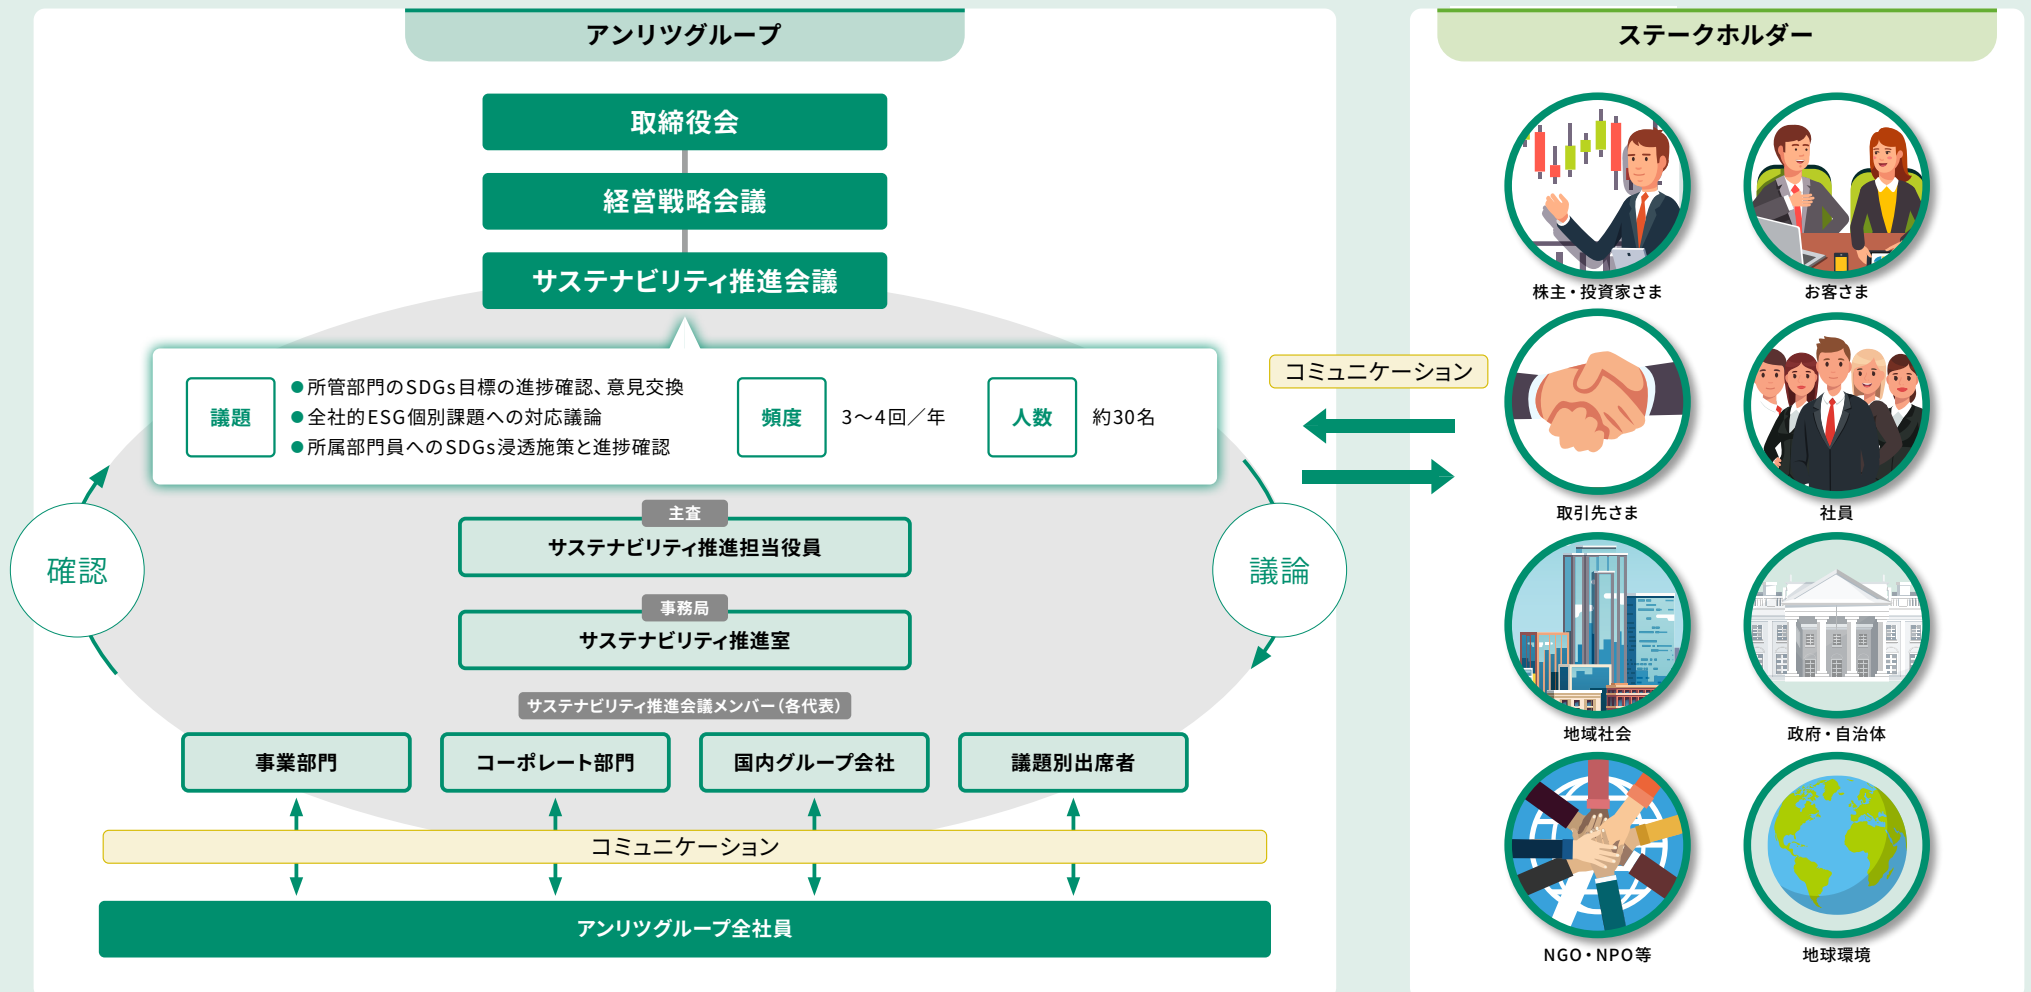 アンリツグループ
取締役会
経営戦略会議
サステナビリティ推進会議
議題
●所管部門のSDGs目標の進捗確認、意見交換
●全社的ESG個別課題への対応議論
●所属部門員へのSDGs浸透施策と進捗確認
頻度
3〜4回／年
人数
約30名
確認
議論
主査
サステナビリティ推進担当役員
事務局
サステナビリティ推進室
サステナビリティ推進会議メンバー（各代表）
事業部門
コーポレート部門
国内グループ会社
議題別出席者
コミュニケーション
アンリツグループ全社員
コミュニケーション
ステークホルダー
株主・投資家さま
お客さま
取引先さま
社員
地域社会
政府・自治体
NGO・NPO等
地球環境